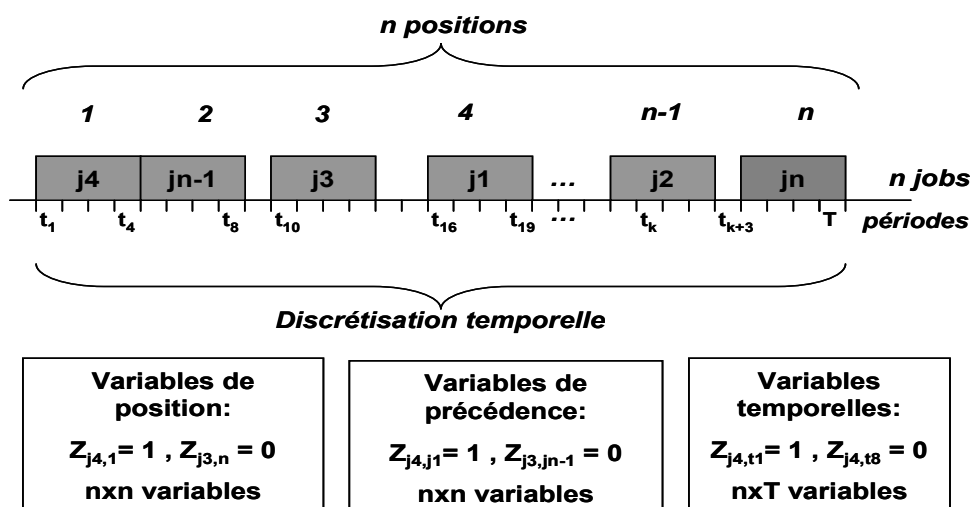 n positions
1 2 3 4 n-1 n
j4 jn-1 j3 j1 ... j2 jn n jobs
t1 t4 t8 t10 t16 t19 ... tk tk+3 T périodes
Discrétisation temporelle
Variables de
position:
Zj4,1= 1 , Zj3,n = 0
nxn variables
Variables de
précédence:
Zj4,j1= 1 , Zj3,jn-1 = 0
nxn variables
Variables
temporelles:
Zj4,t1= 1 , Zj4,t8 = 0
nxT variables